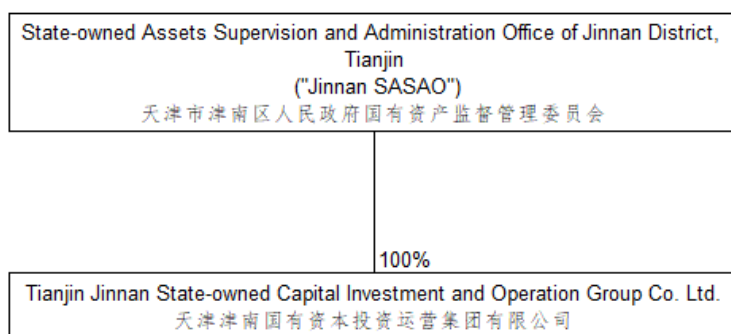 State-owned Assets Supervision and Administration Office of Jinnan District,
Tianjin
("Jinnan SASAO")
天津市津南区人民政府国有资产监督管理委员会
100%
Tianjin Jinnan State-owned Capital Investment and Operation Group Co. Ltd.
天津津南国有资本投资运营集团有限公司